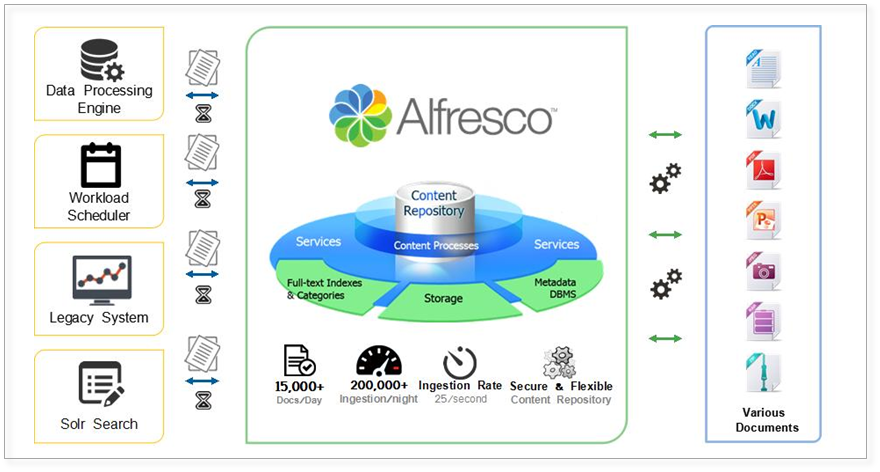 Data Processing
Engine
Workload
Scheduler
Legacy System
Solr Search
Alfresco™
Content
Repository
Services
Content Processes
Services
Full-text Indexes
& Categories
Storage
Metadata
DBMS
15,000+
Docs/Day
200,000+
Ingestion/night
Ingestion Rate
25/second
Secure & Flexible
Content Repository
Various
Documents